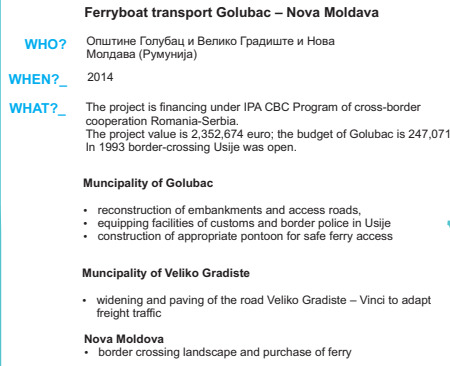 Ferryboat transport Golubac – Nova Moldava
WHO?
Општине Голубац и Велико Градиште и Нова
Молдава (Румунија)
WHEN?_
2014
WHAT?_
The project is financing under IPA CBC Program of cross-border
cooperation Romania-Serbia.
The project value is 2,352,674 euro; the budget of Golubac is 247,071
In 1993 border-crossing Usije was open.
Muncipality of Golubac
• reconstruction of embankments and access roads,
• equipping facilities of customs and border police in Usije
• construction of appropriate pontoon for safe ferry access
Muncipality of Veliko Gradiste
• widening and paving of the road Veliko Gradiste – Vinci to adapt
freight traffic
Nova Moldova
• border crossing landscape and purchase of ferry